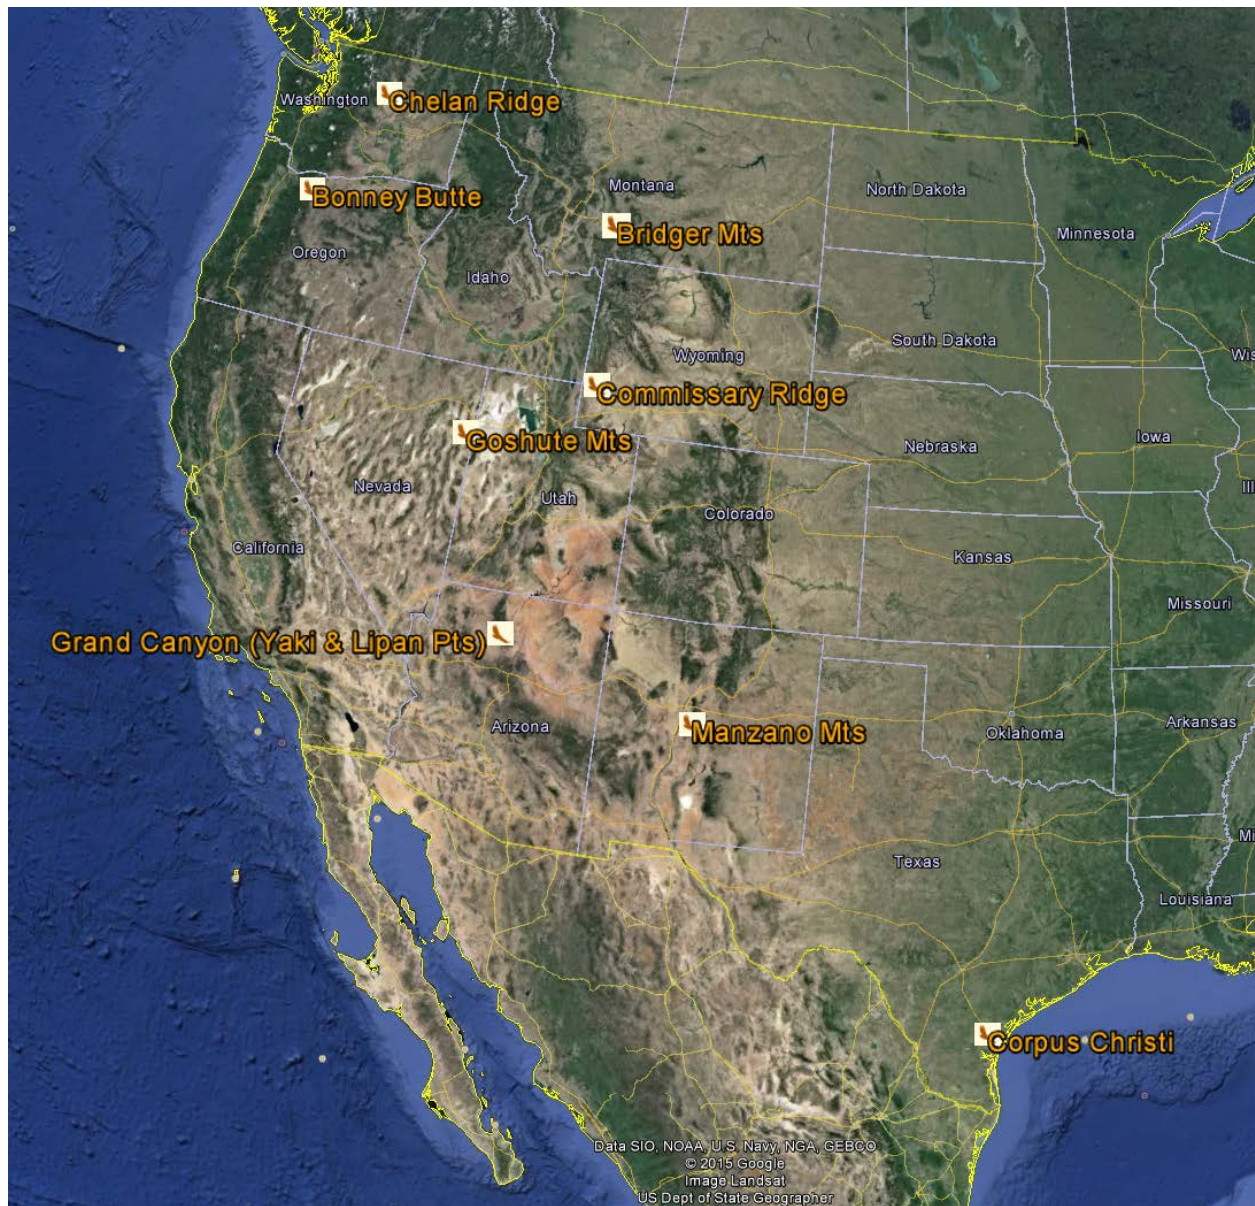 Washington
Chelan Ridge
Bonney Butte
Montana
North Dakota
Bridger Mts
Minnesota
Oregon
Idaho
South Dakota
Wyoming
Wis
Commissary Ridge
Goshute Mts
Nebraska
Iowa
Nevada
Utah
Ill
Colorado
California
Kansas
Missouri
Grand Canyon (Yaki & Lipan Pts)
Arizona
Manzano Mts
Oklahoma
Arkansas
Mi
Texas
Louisiana
Corpus Christi
Data SIO, NOAA, U.S. Navy, NGA, GEBCO
© 2015 Google
Image Landsat
US Dept of State Geographer